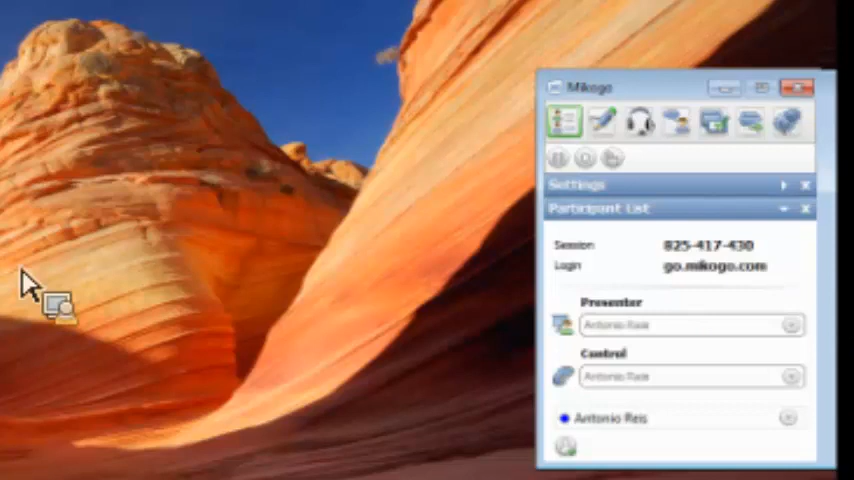 Mikogo
Settings
Participant List
Session 825-417-430
Login go.mikogo.com
Presenter
Antonio Reis
Control
Antonio Reis
Antonio Reis